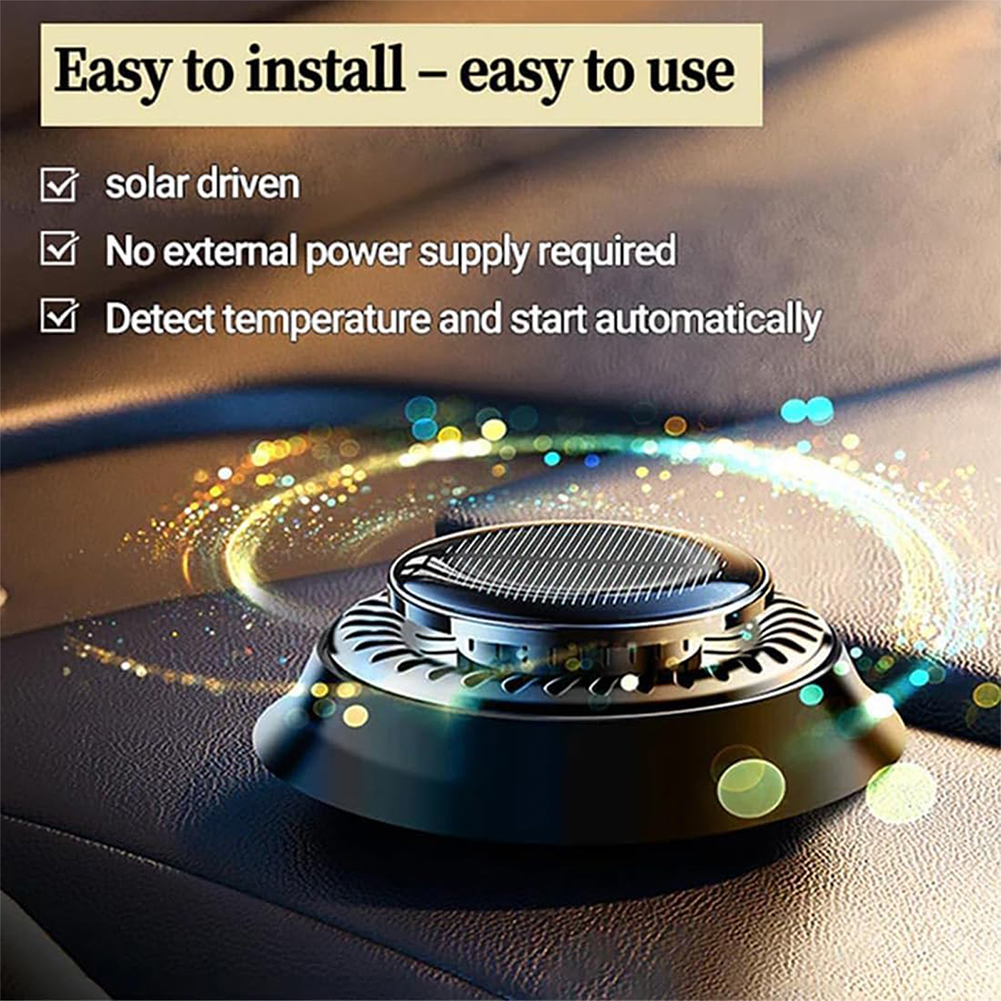 Easy to install – easy to use
solar driven
No external power supply required
Detect temperature and start automatically